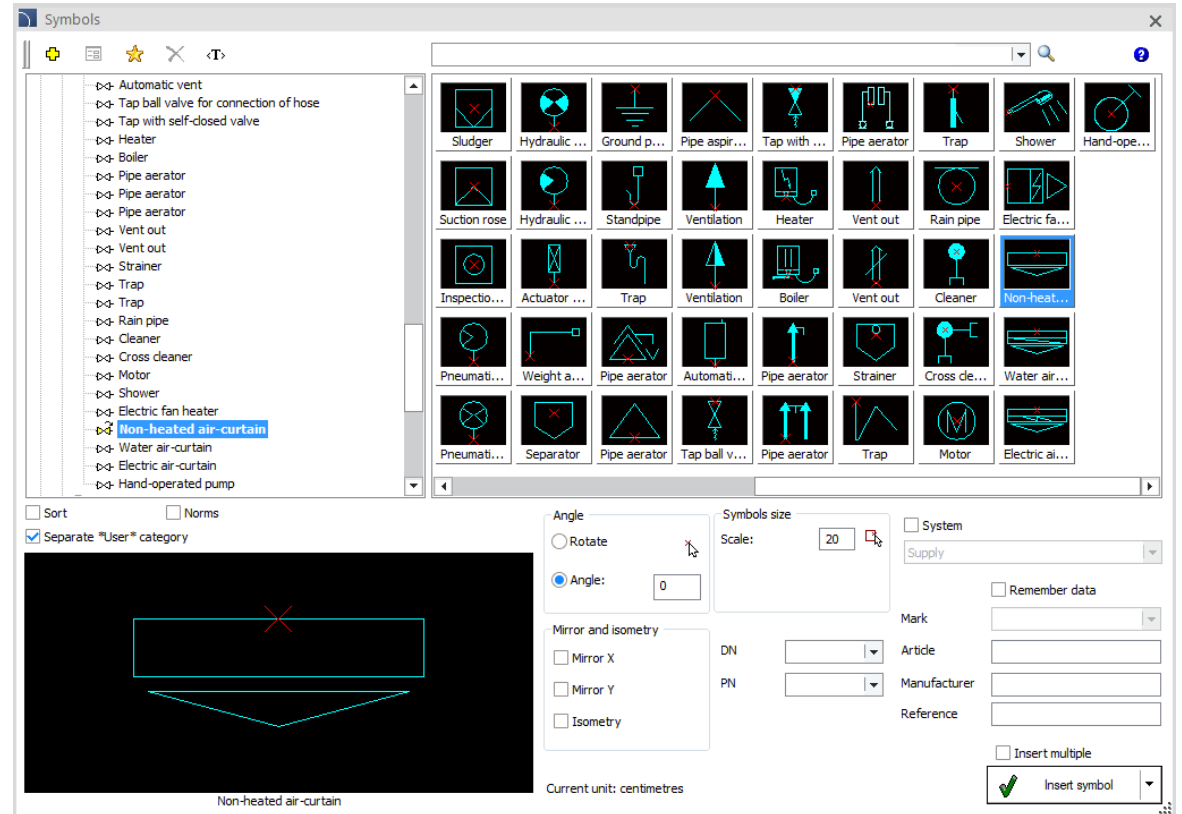 Symbols
<T>
Automatic vent
Tap ball valve for connection of hose
Tap with self-closed valve
Heater
Boiler
Pipe aerator
Pipe aerator
Pipe aerator
Vent out
Vent out
Strainer
Trap
Trap
Rain pipe
Cleaner
Cross cleaner
Motor
Shower
Electric fan heater
Non-heated air-curtain
Water air-curtain
Electric air-curtain
Hand-operated pump
Sludger Hydraulic ... Ground p... Pipe aspir... Tap with ... Pipe aerator Trap Shower Hand-ope...
Suction rose Hydraulic ... Standpipe Ventilation Heater Vent out Rain pipe Electric fa...
Inspectio... Actuator ... Trap Ventilation Boiler Vent out Cleaner Non-heat...
Pneumati... Weight a... Pipe aerator Automati... Pipe aerator Strainer Cross cle... Water air...
M
Pneumati... Separator Pipe aerator Tap ball v... Pipe aerator Trap Motor Electric ai...
Sort Norms
Separate *User* category
Non-heated air-curtain
Angle
Rotate
Angle: 0
Mirror and isometry
Mirror X
Mirror Y
Isometry
Symbols size
Scale: 20
DN
PN
Current unit: centimetres
System
Supply
Remember data
Mark
Article
Manufacturer
Reference
Insert multiple
Insert symbol